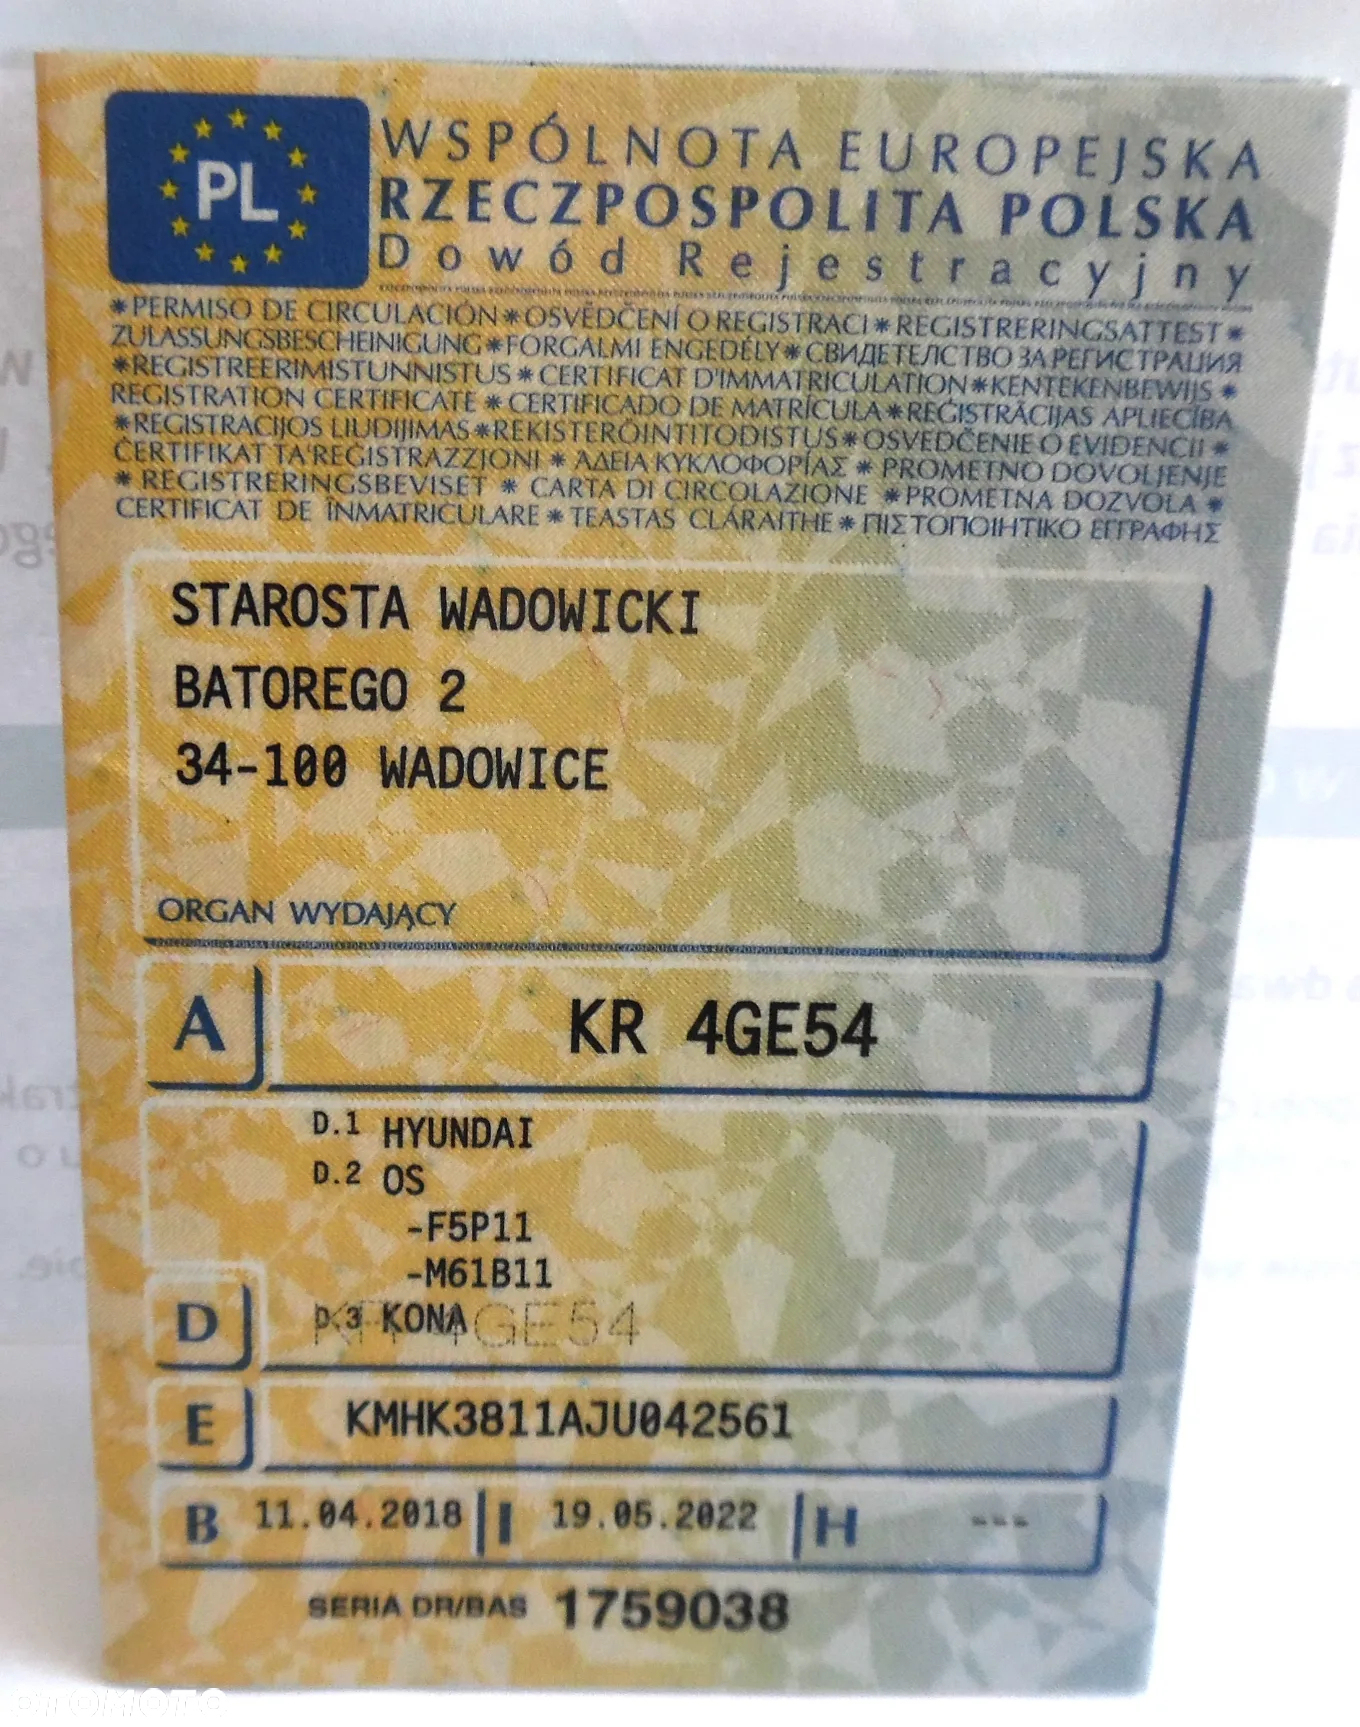 PL
WSPÓLNOTA EUROPEJSKA
RZECZPOSPOLITA POLSKA
Dowód Rejestracyjny
*PERMISO DE CIRCULACIÓN*OSVĚDČENÍ O REGISTRACI*REGISTRERINGSATTEST*
ZULASSUNGSBESCHEINIGUNG*FORGALMI ENGEDÉLY*СВИДЕТЕЛСТВО ЗА РЕГИСТРАЦИЯ
*REGISTREERIMISTUNNISTUS*CERTIFICAT D'IMMATRICULATION*KENTEKENBEWIJS*
REGISTRATION CERTIFICATE*CERTIFICADO DE MATRÍCULA*REĢISTRĀCIJAS APLIECĪBA
*REGISTRACIJOS LIUDIJIMAS*REKISTERÖINTITODISTUS*OSVEDČENIE O EVIDENCII*
ĊERTIFIKAT TA'REĠISTRAZZJONI*ΑΔΕΙΑ ΚΥΚΛΟΦΟΡΊΑΣ*PROMETNO DOVOLJENJE
*REGISTRERINGSBEVISET*CARTA DI CIRCOLAZIONE*PROMETNA DOZVOLA*
CERTIFICAT DE ÎNMATRICULARE*TEASTAS CLÁRAITHE*ΠΙΣΤΟΠΟΙΗΤΙΚΟ ΕΓΓΡΑΦΗΣ
STAROSTA WADOWICKI
BATOREGO 2
34-100 WADOWICE
ORGAN WYDAJĄCY
A KR 4GE54
D.1 HYUNDAI
D.2 OS
-F5P11
-M61B11
D D.3 KONA
KR 4GE54
E KMHK3811AJU042561
B 11.04.2018 I 19.05.2022 H ---
SERIA DR/BAS 1759038
OTOMOTO